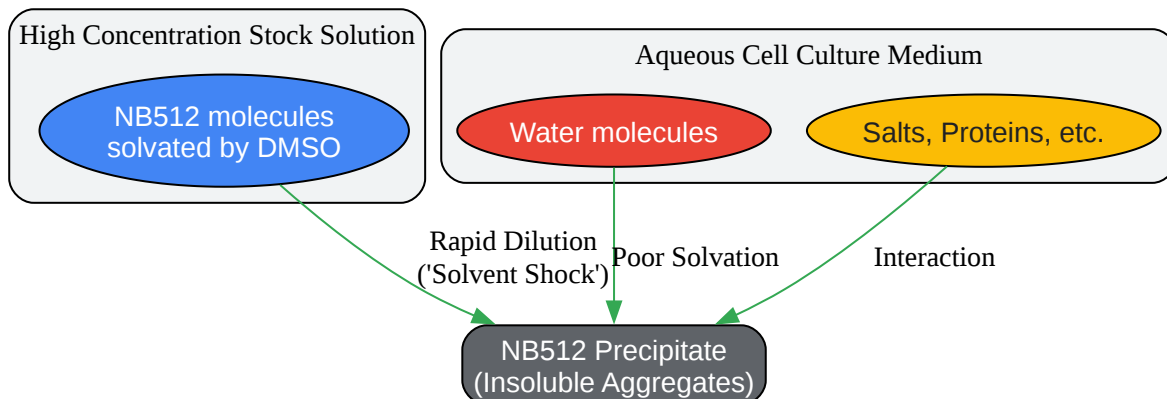 High Concentration Stock Solution
NB512 molecules
solvated by DMSO
Aqueous Cell Culture Medium
Water molecules
Salts, Proteins, etc.
Rapid Dilution
('Solvent Shock')
Poor Solvation
Interaction
NB512 Precipitate
(Insoluble Aggregates)